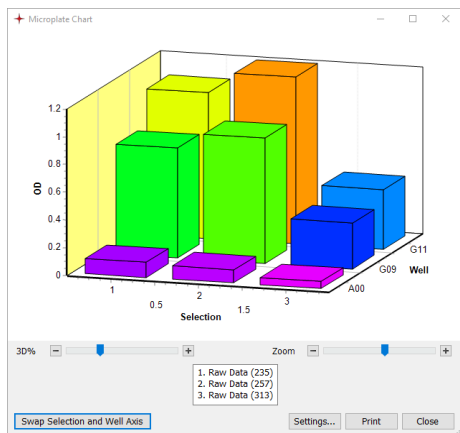 Microplate Chart
1.2
1
0.8
0.6
0.4
0.2
0
OD
1
2
3
0.5
1.5
Selection
A00
G09
G11
Well
3D%
Zoom
1. Raw Data (235)
2. Raw Data (257)
3. Raw Data (313)
Swap Selection and Well Axis
Settings...
Print
Close